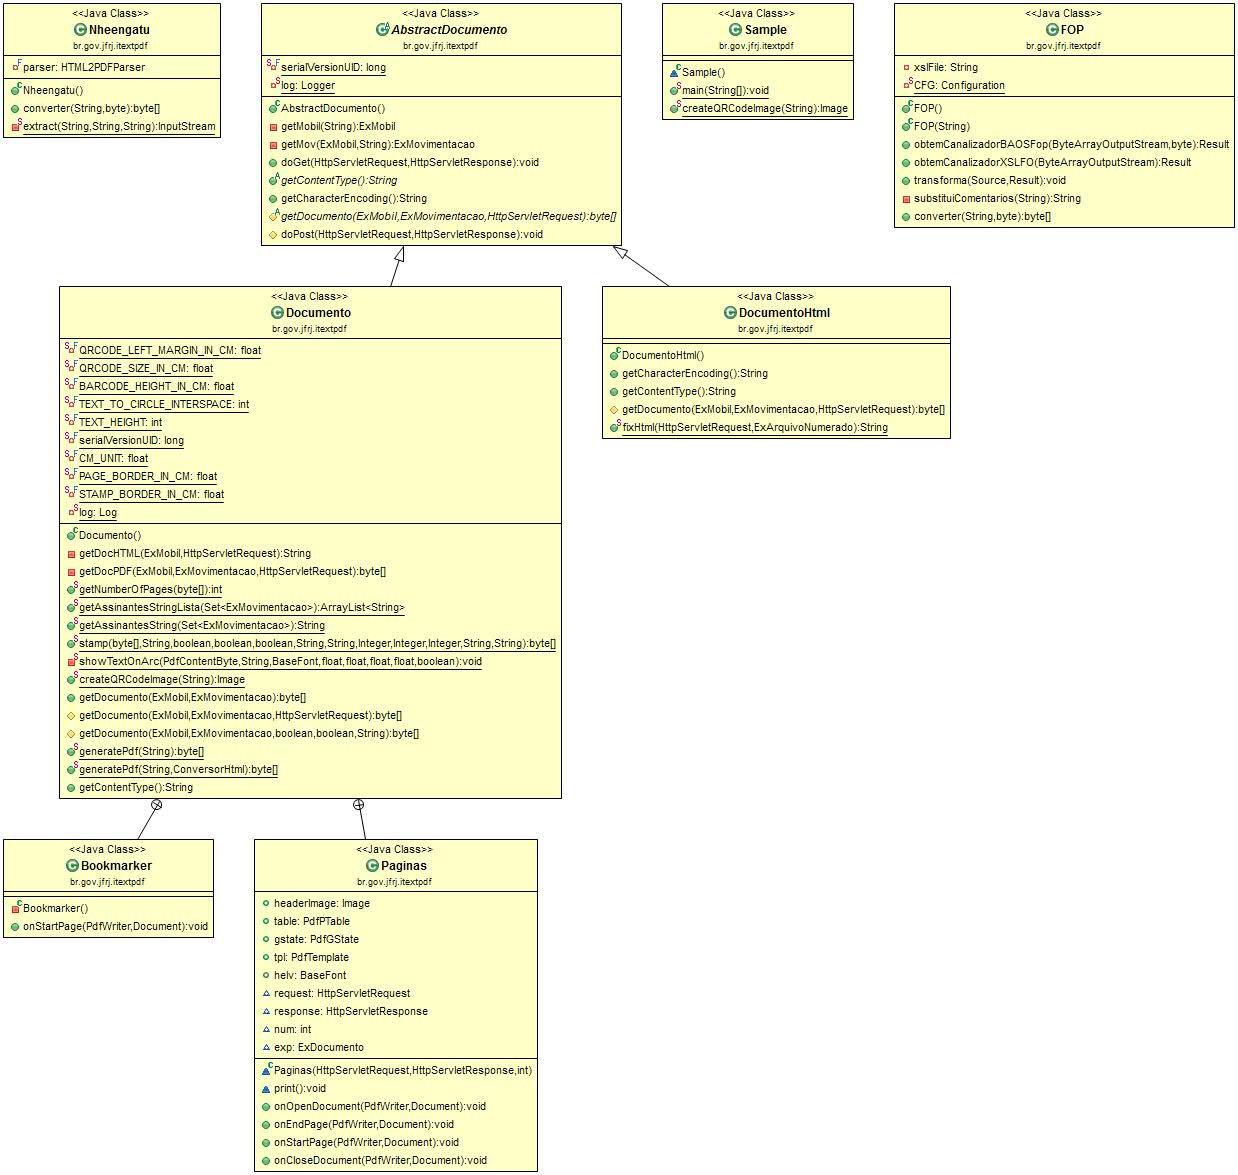 <<Java Class>>
Nheengatu
br.gov.jfrj.itextpdf
parser: HTML2PDFParser
Nheengatu()
converter(String,byte):byte[]
extract(String,String,String):InputStream
<<Java Class>>
AbstractDocumento
br.gov.jfrj.itextpdf
serialVersionUID: long
log: Logger
AbstractDocumento()
getMobil(String):ExMobil
getMov(ExMobil,String):ExMovimentacao
doGet(HttpServletRequest,HttpServletResponse):void
getContentType():String
getCharacterEncoding():String
getDocumento(ExMobil,ExMovimentacao,HttpServletRequest):byte[]
doPost(HttpServletRequest,HttpServletResponse):void
<<Java Class>>
Sample
br.gov.jfrj.itextpdf
Sample()
main(String[]):void
createQRCodeImage(String):Image
<<Java Class>>
FOP
br.gov.jfrj.itextpdf
xslFile: String
CFG: Configuration
FOP()
FOP(String)
obtemCanalizadorBAOSFop(ByteArrayOutputStream,byte):Result
obtemCanalizadorXSLFO(ByteArrayOutputStream):Result
transforma(Source,Result):void
substituiComentarios(String):String
converter(String,byte):byte[]
<<Java Class>>
Documento
br.gov.jfrj.itextpdf
QRCODE_LEFT_MARGIN_IN_CM: float
QRCODE_SIZE_IN_CM: float
BARCODE_HEIGHT_IN_CM: float
TEXT_TO_CIRCLE_INTERSPACE: int
TEXT_HEIGHT: int
serialVersionUID: long
CM_UNIT: float
PAGE_BORDER_IN_CM: float
STAMP_BORDER_IN_CM: float
log: Log
Documento()
getDocHTML(ExMobil,HttpServletRequest):String
getDocPDF(ExMobil,ExMovimentacao,HttpServletRequest):byte[]
getNumberOfPages(byte[]):int
getAssinantesStringLista(Set<ExMovimentacao>):ArrayList<String>
getAssinantesString(Set<ExMovimentacao>):String
stamp(byte[],String,boolean,boolean,boolean,String,String,Integer,Integer,Integer,String,String):byte[]
showTextOnArc(PdfContentByte,String,BaseFont,float,float,float,float,boolean):void
createQRCodeImage(String):Image
getDocumento(ExMobil,ExMovimentacao):byte[]
getDocumento(ExMobil,ExMovimentacao,HttpServletRequest):byte[]
getDocumento(ExMobil,ExMovimentacao,boolean,boolean,String):byte[]
generatePdf(String):byte[]
generatePdf(String,ConversorHtml):byte[]
getContentType():String
<<Java Class>>
DocumentoHtml
br.gov.jfrj.itextpdf
DocumentoHtml()
getCharacterEncoding():String
getContentType():String
getDocumento(ExMobil,ExMovimentacao,HttpServletRequest):byte[]
fixHtml(HttpServletRequest,ExArquivoNumerado):String
<<Java Class>>
Bookmarker
br.gov.jfrj.itextpdf
Bookmarker()
onStartPage(PdfWriter,Document):void
<<Java Class>>
Paginas
br.gov.jfrj.itextpdf
headerImage: Image
table: PdfPTable
gstate: PdfGState
tpl: PdfTemplate
helv: BaseFont
request: HttpServletRequest
response: HttpServletResponse
num: int
exp: ExDocumento
Paginas(HttpServletRequest,HttpServletResponse,int)
print():void
onOpenDocument(PdfWriter,Document):void
onEndPage(PdfWriter,Document):void
onStartPage(PdfWriter,Document):void
onCloseDocument(PdfWriter,Document):void